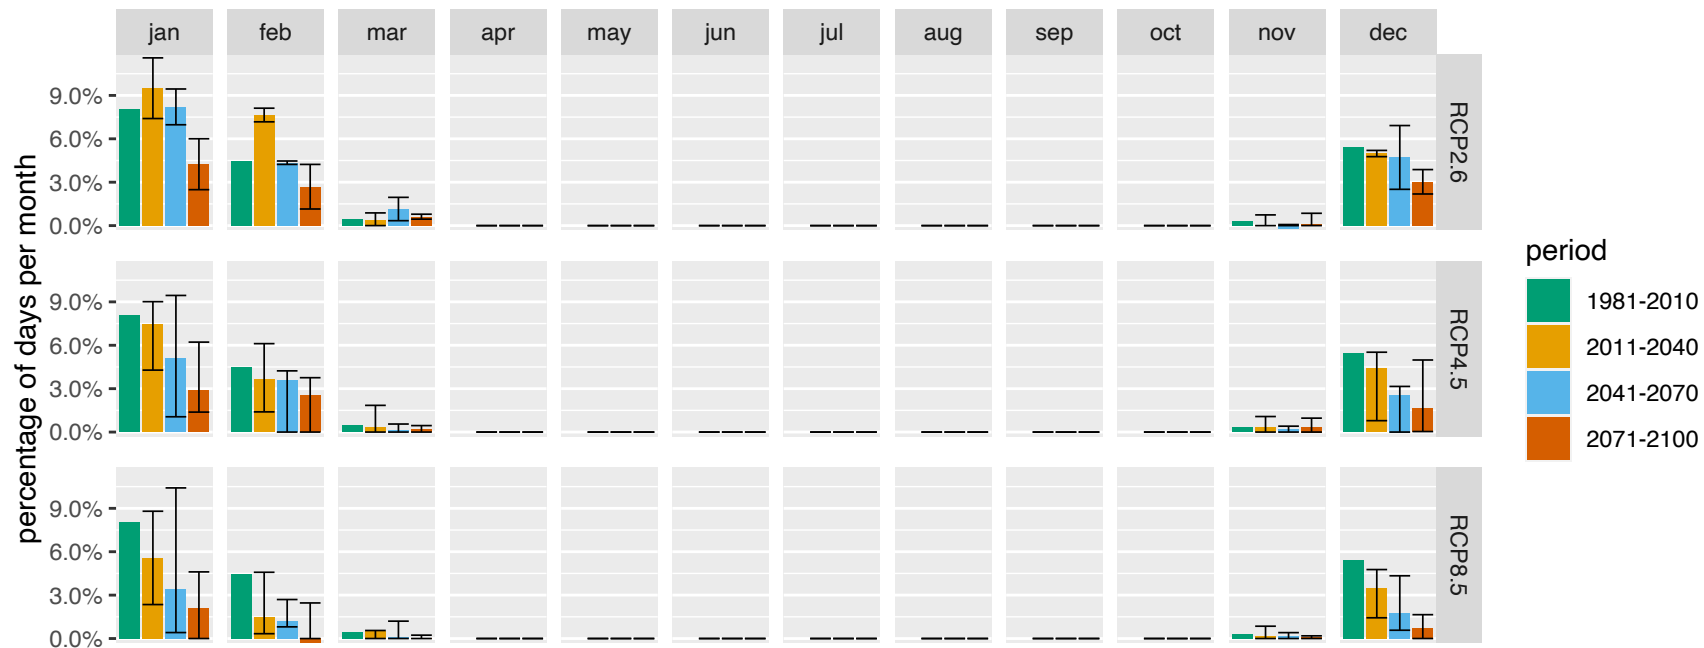 jan feb mar apr may jun jul aug sep oct nov dec
percentage of days per month
9.0%
6.0%
3.0%
0.0%
RCP2.6
9.0%
6.0%
3.0%
0.0%
RCP4.5
9.0%
6.0%
3.0%
0.0%
RCP8.5
period
1981-2010
2011-2040
2041-2070
2071-2100